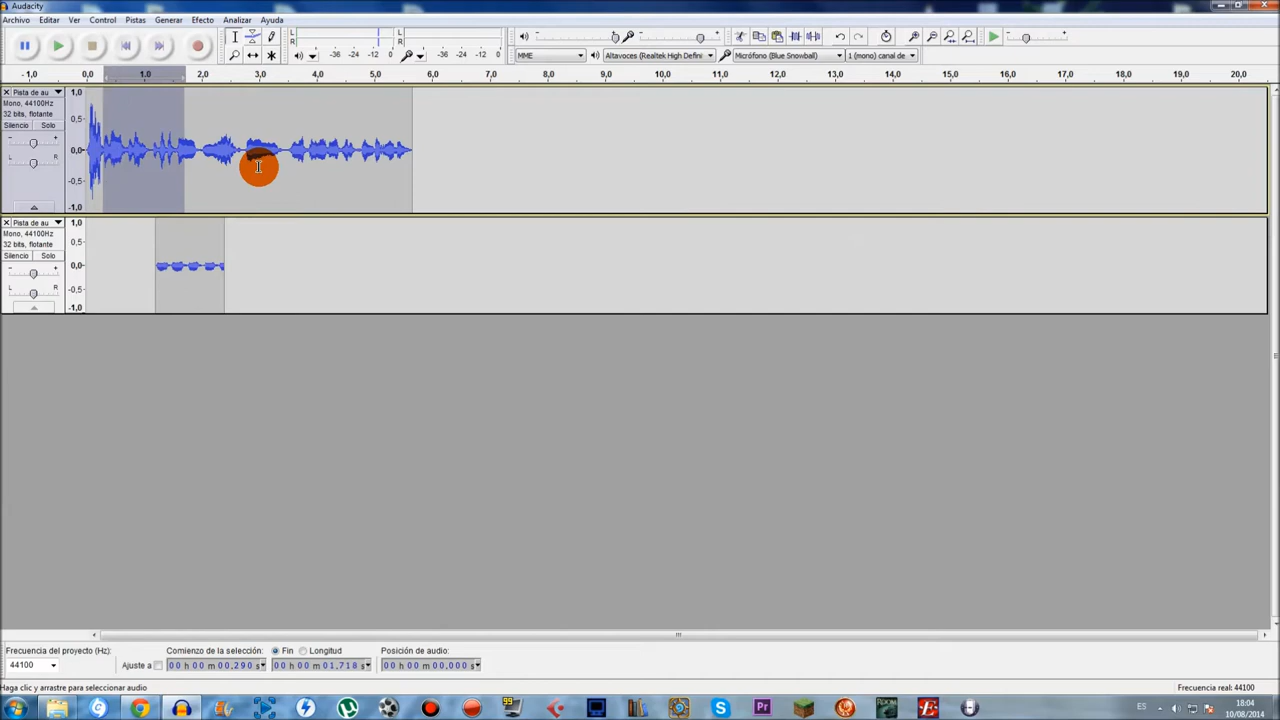 Audacity
Archivo Editar Ver Control Pistas Generar Efecto Analizar Ayuda
L R -36 -24 -12 0 L R -36 -24 -12 0
MME Altavoces (Realtek High Defini Micrófono (Blue Snowball) 1 (mono) canal de
-1,0 0,0 1,0 2,0 3,0 4,0 5,0 6,0 7,0 8,0 9,0 10,0 11,0 12,0 13,0 14,0 15,0 16,0 17,0 18,0 19,0 20,0
Pista de au 1,0
Mono, 44100Hz
32 bits, flotante 0,5
Silencio Solo
- + 0,0
L R
-0,5
-1,0
Pista de au 1,0
Mono, 44100Hz
32 bits, flotante 0,5
Silencio Solo
- + 0,0
L R -0,5
-1,0
Frecuencia del proyecto (Hz): Comienzo de la selección: Fin Longitud Posición de audio:
44100 Ajuste a 00 h 00 m 00,290 s 00 h 00 m 01,718 s 00 h 00 m 00,000 s
Haga clic y arrastre para seleccionar audio Frecuencia real: 44100
99 Pr ES 18:04
10/08/2014